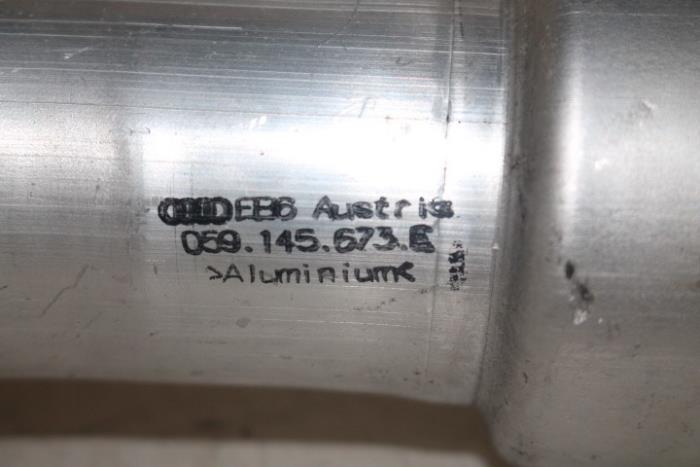 EB6 Austria
059.145.673.E
>Aluminium<